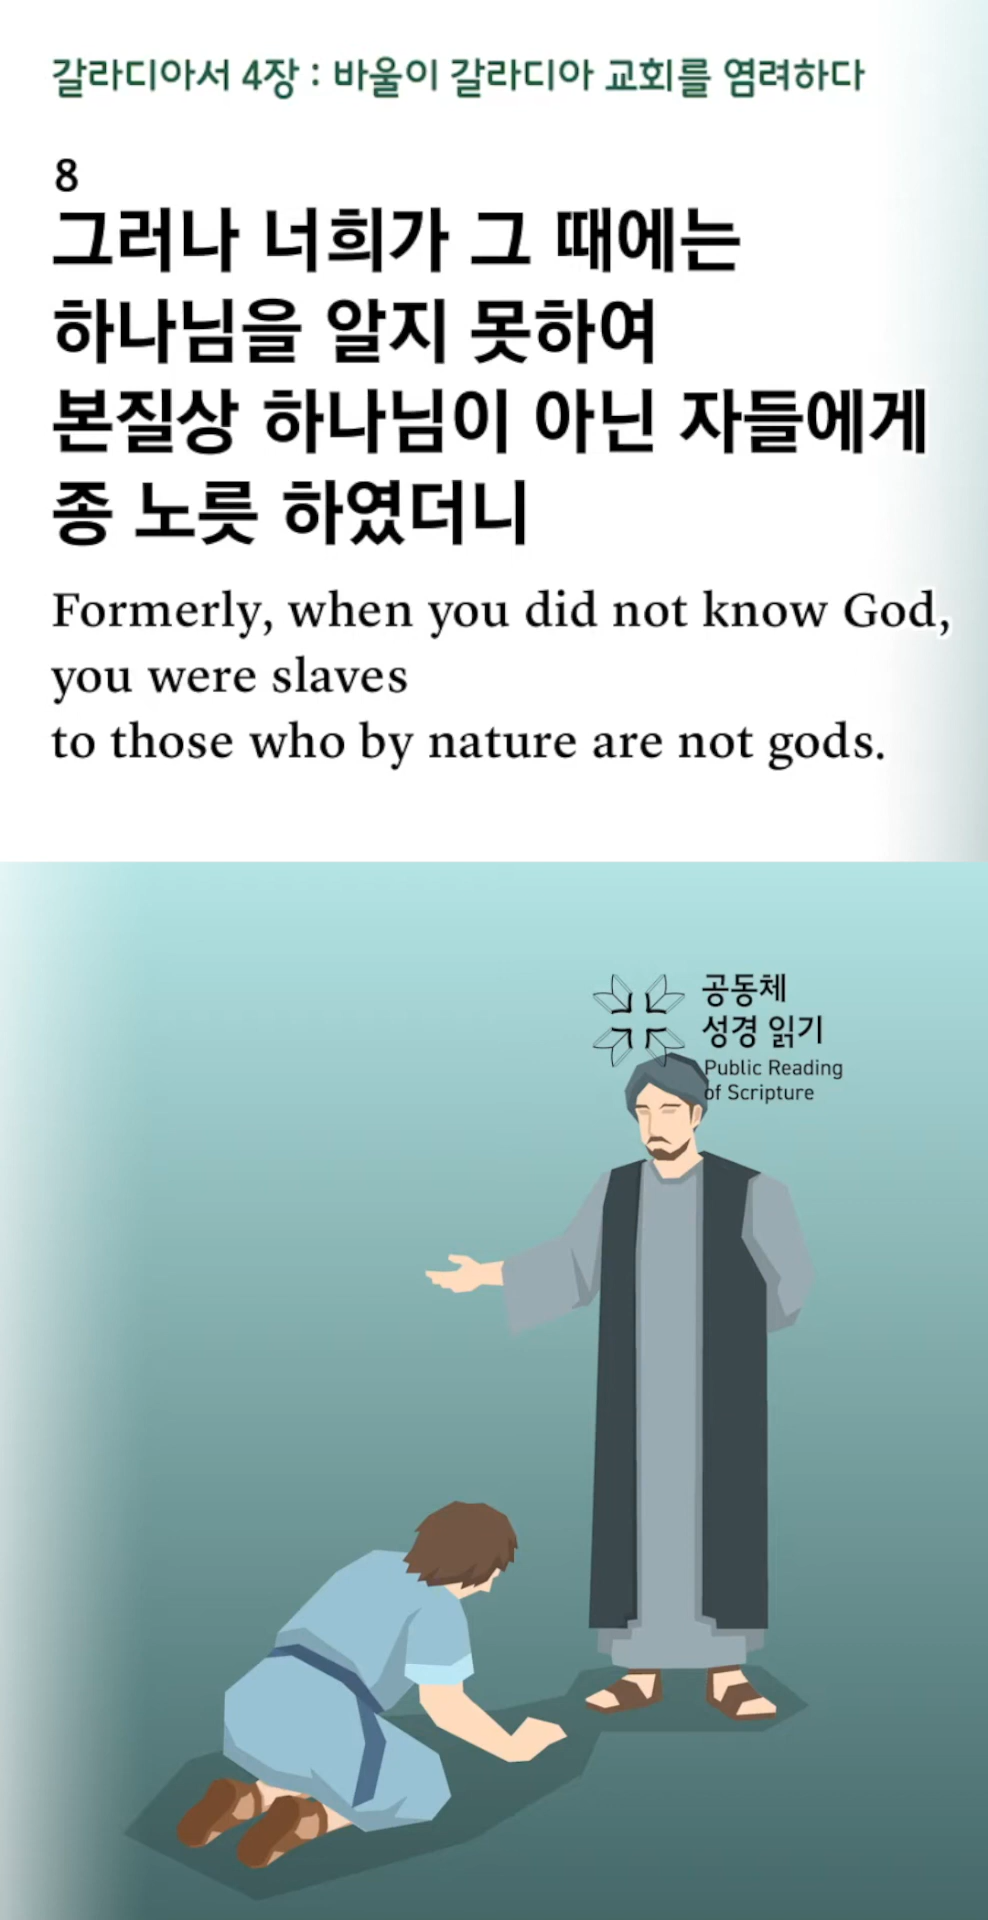 갈라디아서 4장 : 바울이 갈라디아 교회를 염려하다
8
그러나 너희가 그 때에는
하나님을 알지 못하여
본질상 하나님이 아닌 자들에게
종 노릇 하였더니
Formerly, when you did not know God,
you were slaves
to those who by nature are not gods.
공동체
성경 읽기
Public Reading
of Scripture